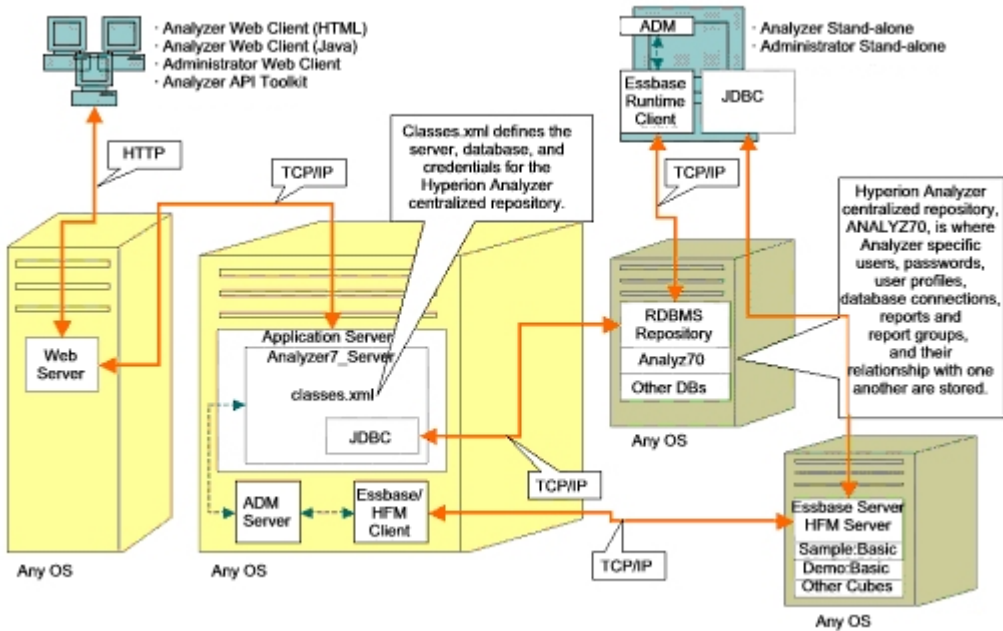 · Analyzer Web Client (HTML)
· Analyzer Web Client (Java)
· Administrator Web Client
· Analyzer API Toolkit
ADM
· Analyzer Stand-alone
· Administrator Stand-alone
Essbase
Runtime
Client
JDBC
HTTP
TCP/IP
Classes.xml defines the
server, database, and
credentials for the
Hyperion Analyzer
centralized repository.
TCP/IP
Hyperion Analyzer
centralized repository,
ANALYZ70, is where
Analyzer specific
users, passwords,
user profiles,
database connections,
reports and
report groups,
and their
relationship with one
another are stored.
Web
Server
Application Server
Analyzer7_Server
classes.xml
JDBC
RDBMS
Repository
Analyz70
Other DBs
Any OS
TCP/IP
ADM
Server
Essbase/
HFM
Client
Essbase Server
HFM Server
Sample:Basic
Demo:Basic
Other Cubes
TCP/IP
Any OS
Any OS
Any OS